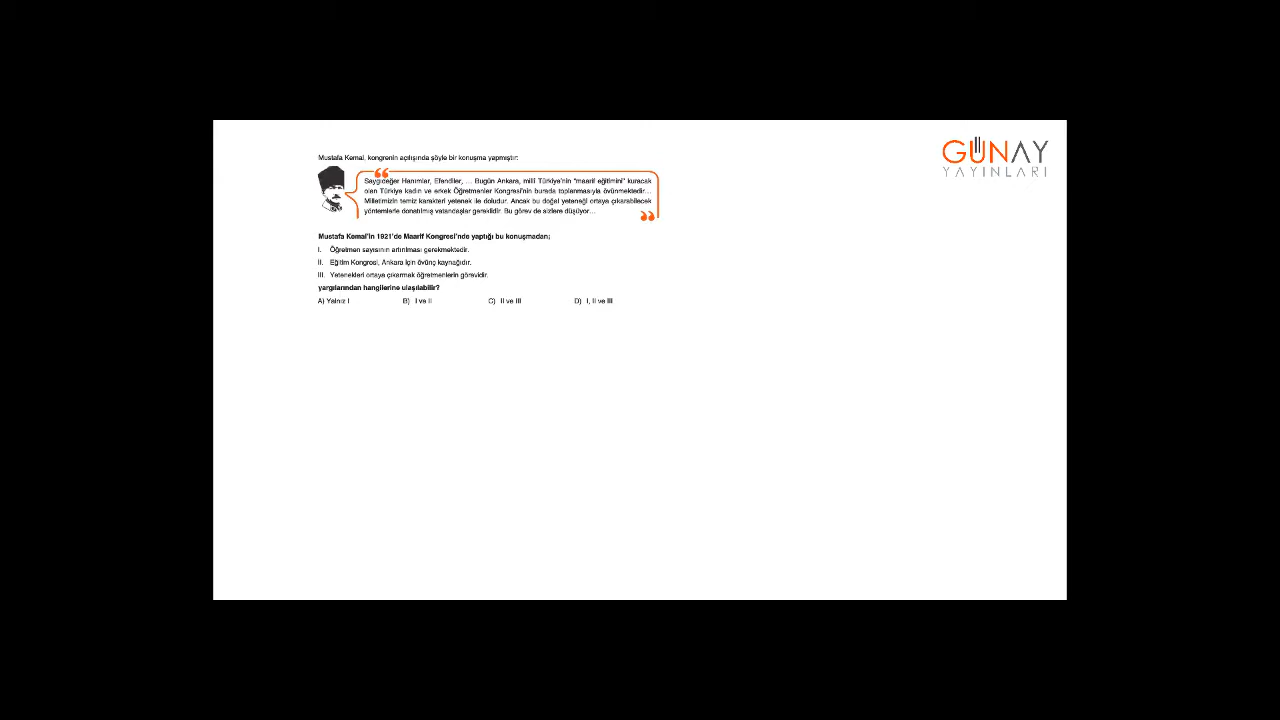 GÜNAY
YAYINLARI
Mustafa Kemal, kongrenin açılışında şöyle bir konuşma yapmıştır:
“
Saygıdeğer Hanımlar, Efendiler, ... Bugün Ankara, millî Türkiye'nin “maarif eğitimini” kuracak
olan Türkiye kadın ve erkek Öğretmenler Kongresi'nin burada toplanmasıyla övünmektedir...
Milletimizin temiz karakteri yetenek ile doludur. Ancak bu doğal yeteneği ortaya çıkarabilecek
yöntemlerle donatılmış vatandaşlar gereklidir. Bu görev de sizlere düşüyor...
”
Mustafa Kemal'in 1921'de Maarif Kongresi'nde yaptığı bu konuşmadan;
I. Öğretmen sayısının artırılması gerekmektedir.
II. Eğitim Kongresi, Ankara için övünç kaynağıdır.
III. Yetenekleri ortaya çıkarmak öğretmenlerin görevidir.
yargılarından hangilerine ulaşılabilir?
A) Yalnız I B) I ve II C) II ve III D) I, II ve III